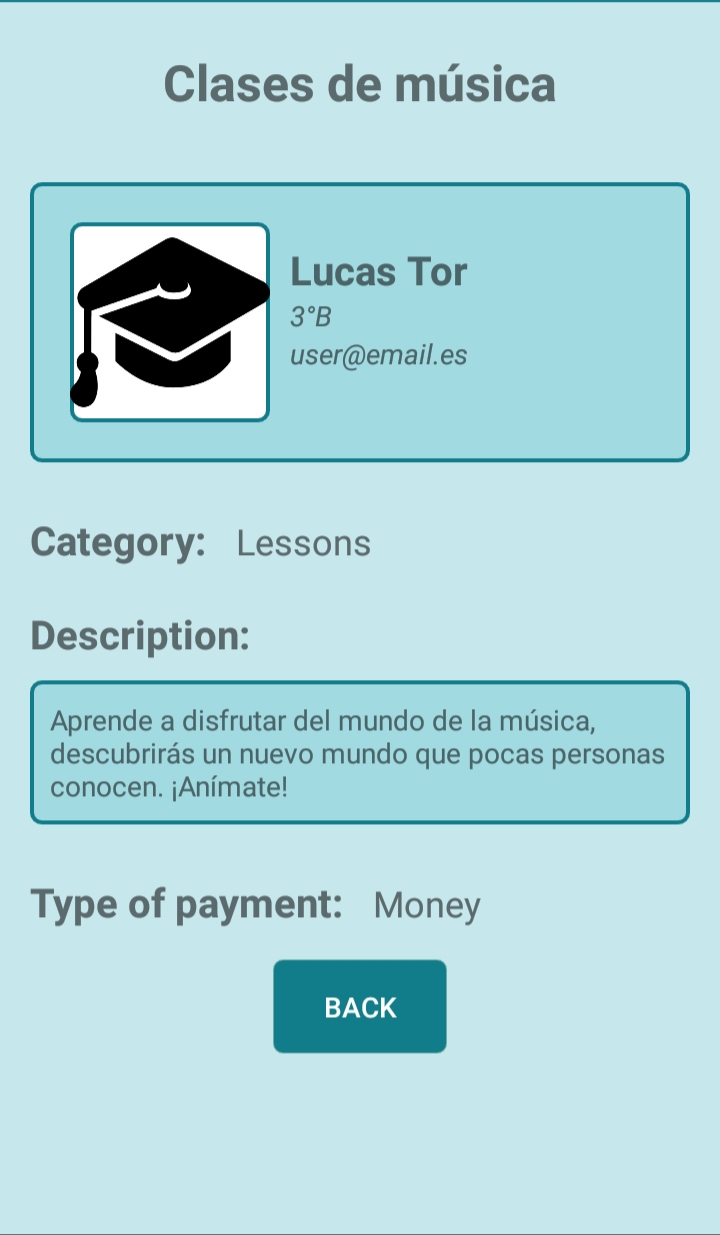 Clases de música
Lucas Tor
3°B
user@email.es
Category: Lessons
Description:
Aprende a disfrutar del mundo de la música,
descubrirás un nuevo mundo que pocas personas
conocen. ¡Anímate!
Type of payment: Money
BACK